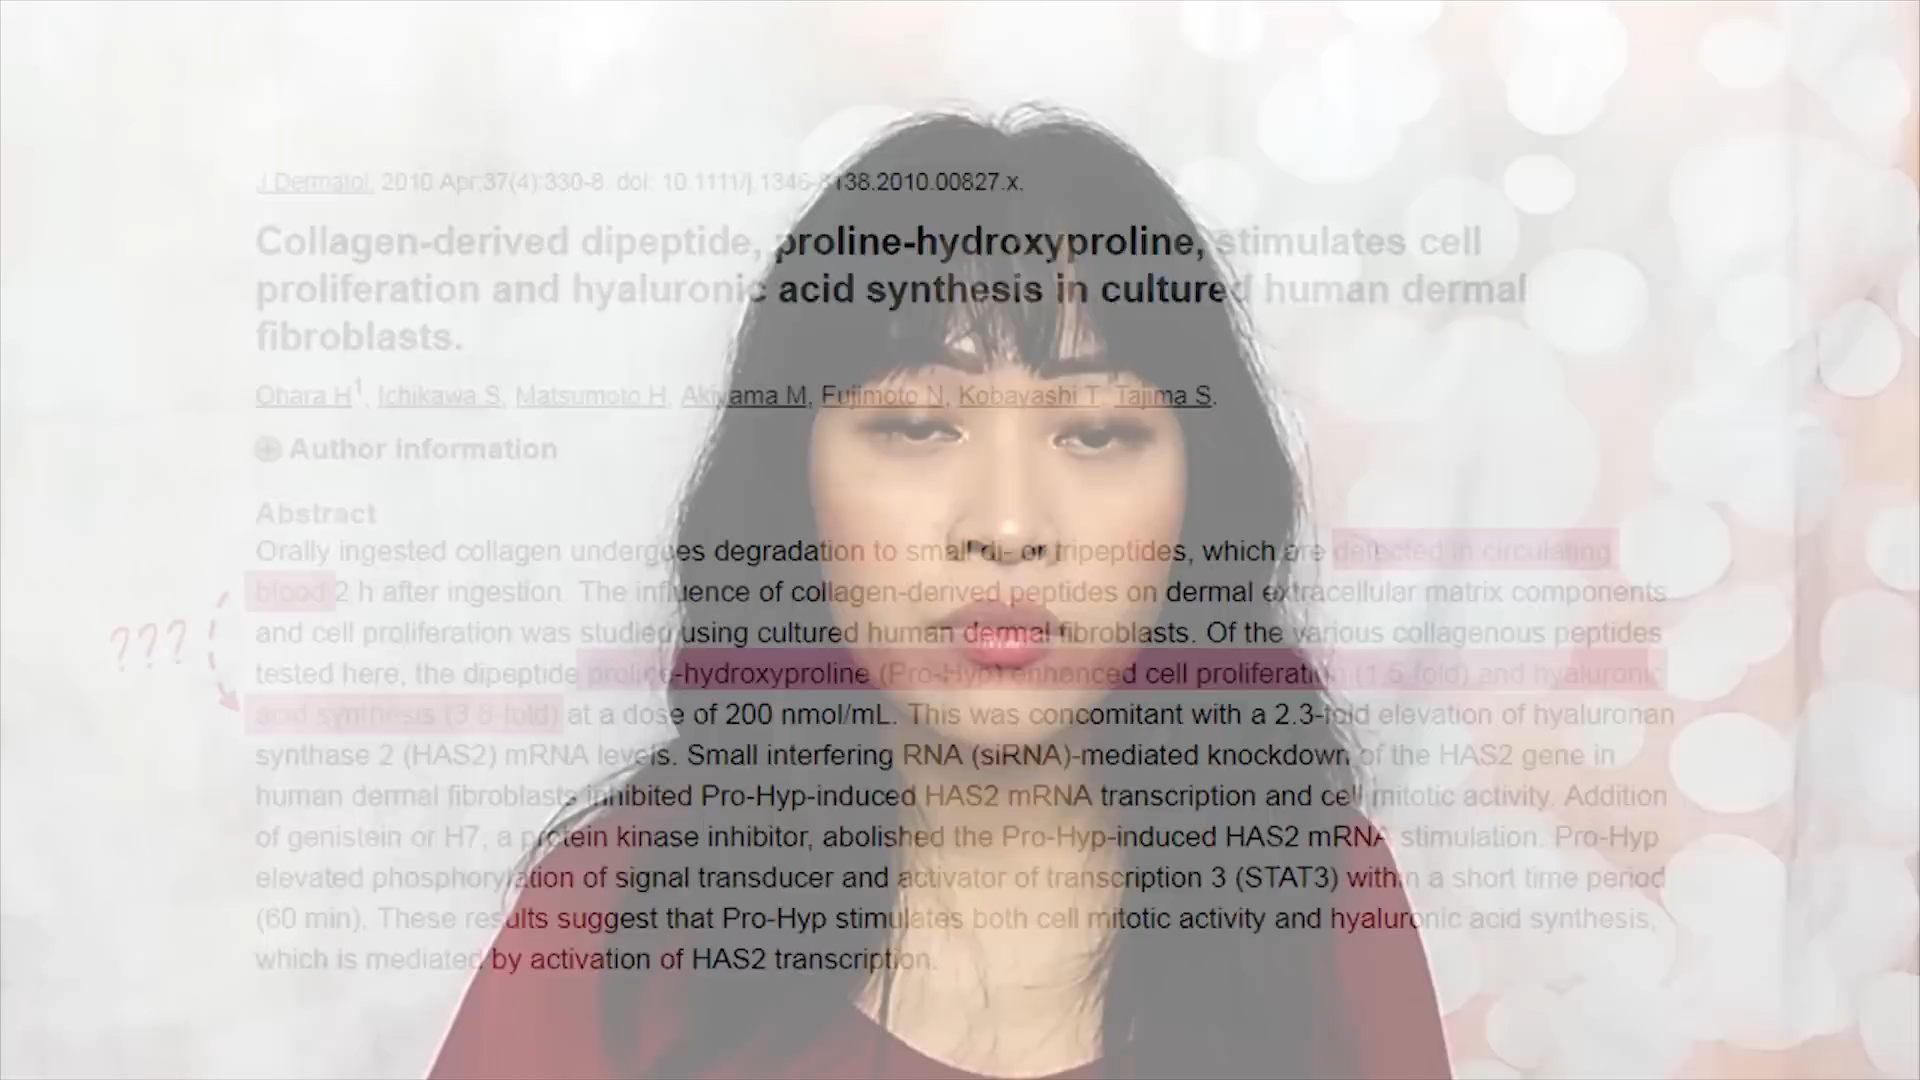 J Dermatol. 2010 Apr;37(4):330-8. doi: 10.1111/j.1346-8138.2010.00827.x.
Collagen-derived dipeptide, proline-hydroxyproline, stimulates cell
proliferation and hyaluronic acid synthesis in cultured human dermal
fibroblasts.
Ohara H1, Ichikawa S, Matsumoto H, Akiyama M, Fujimoto N, Kobayashi T, Tajima S.
Author information
Abstract
Orally ingested collagen undergoes degradation to small di- or tripeptides, which are detected in circulating
blood 2 h after ingestion. The influence of collagen-derived peptides on dermal extracellular matrix components
??? and cell proliferation was studied using cultured human dermal fibroblasts. Of the various collagenous peptides
tested here, the dipeptide proline-hydroxyproline (Pro-Hyp) enhanced cell proliferation (1.5-fold) and hyaluronic
acid synthesis (3.8-fold) at a dose of 200 nmol/mL. This was concomitant with a 2.3-fold elevation of hyaluronan
synthase 2 (HAS2) mRNA levels. Small interfering RNA (siRNA)-mediated knockdown of the HAS2 gene in
human dermal fibroblasts inhibited Pro-Hyp-induced HAS2 mRNA transcription and cell mitotic activity. Addition
of genistein or H7, a protein kinase inhibitor, abolished the Pro-Hyp-induced HAS2 mRNA stimulation. Pro-Hyp
elevated phosphorylation of signal transducer and activator of transcription 3 (STAT3) within a short time period
(60 min). These results suggest that Pro-Hyp stimulates both cell mitotic activity and hyaluronic acid synthesis,
which is mediated by activation of HAS2 transcription.